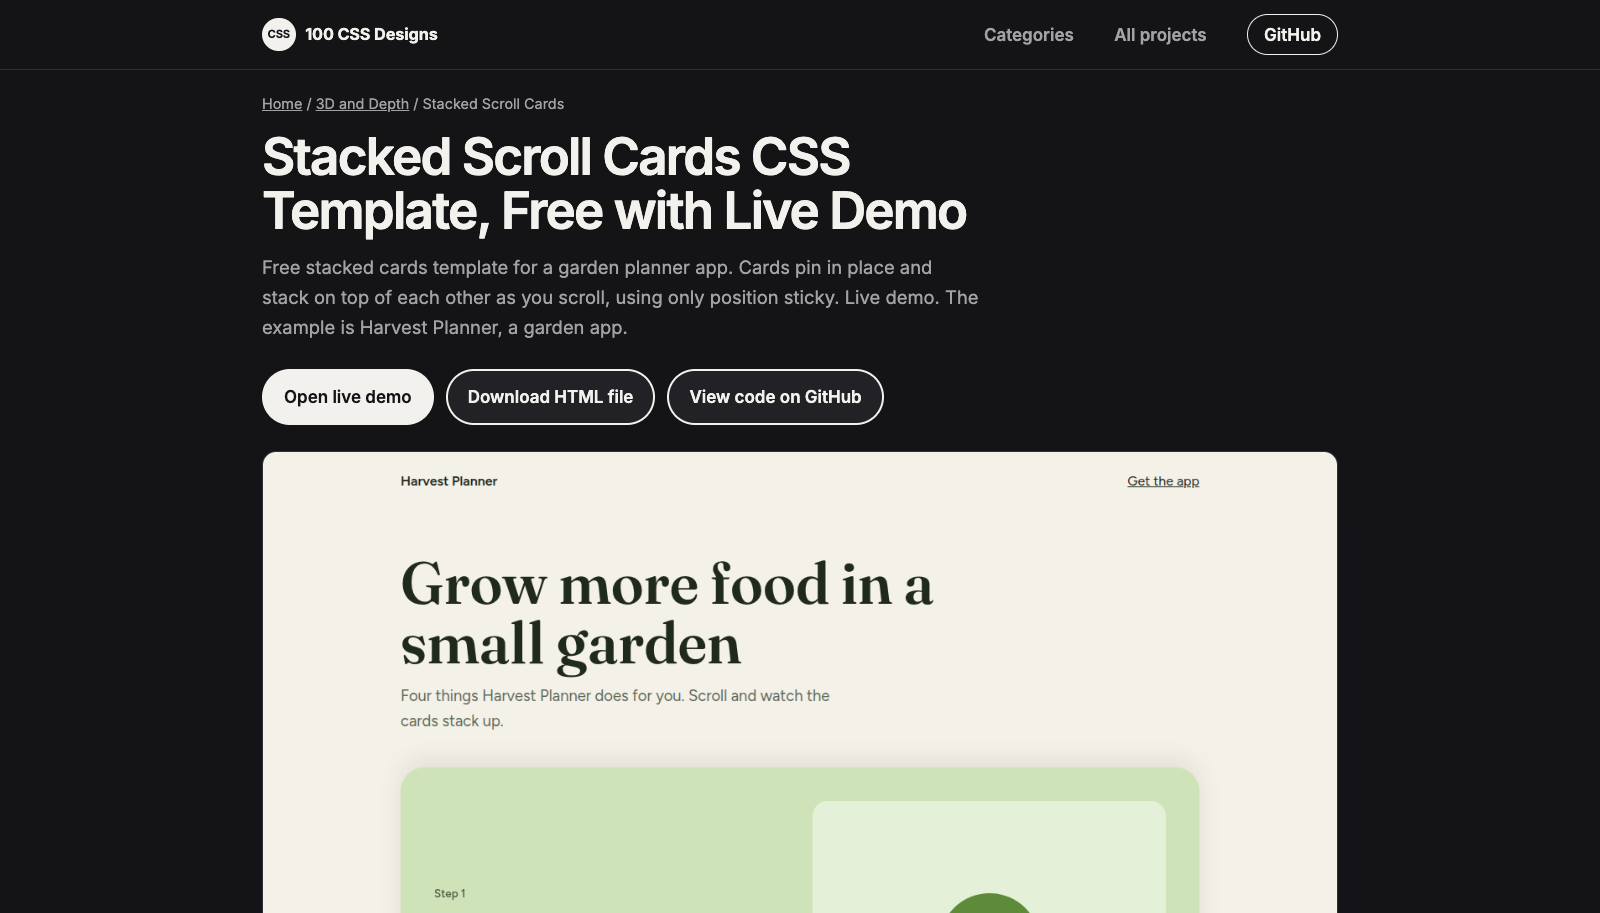 CSS 100 CSS Designs
Categories
All projects
GitHub
Home / 3D and Depth / Stacked Scroll Cards
Stacked Scroll Cards CSS
Template, Free with Live Demo
Free stacked cards template for a garden planner app. Cards pin in place and
stack on top of each other as you scroll, using only position sticky. Live demo. The
example is Harvest Planner, a garden app.
Open live demo
Download HTML file
View code on GitHub
Harvest Planner
Get the app
Grow more food in a
small garden
Four things Harvest Planner does for you. Scroll and watch the
cards stack up.
Step 1